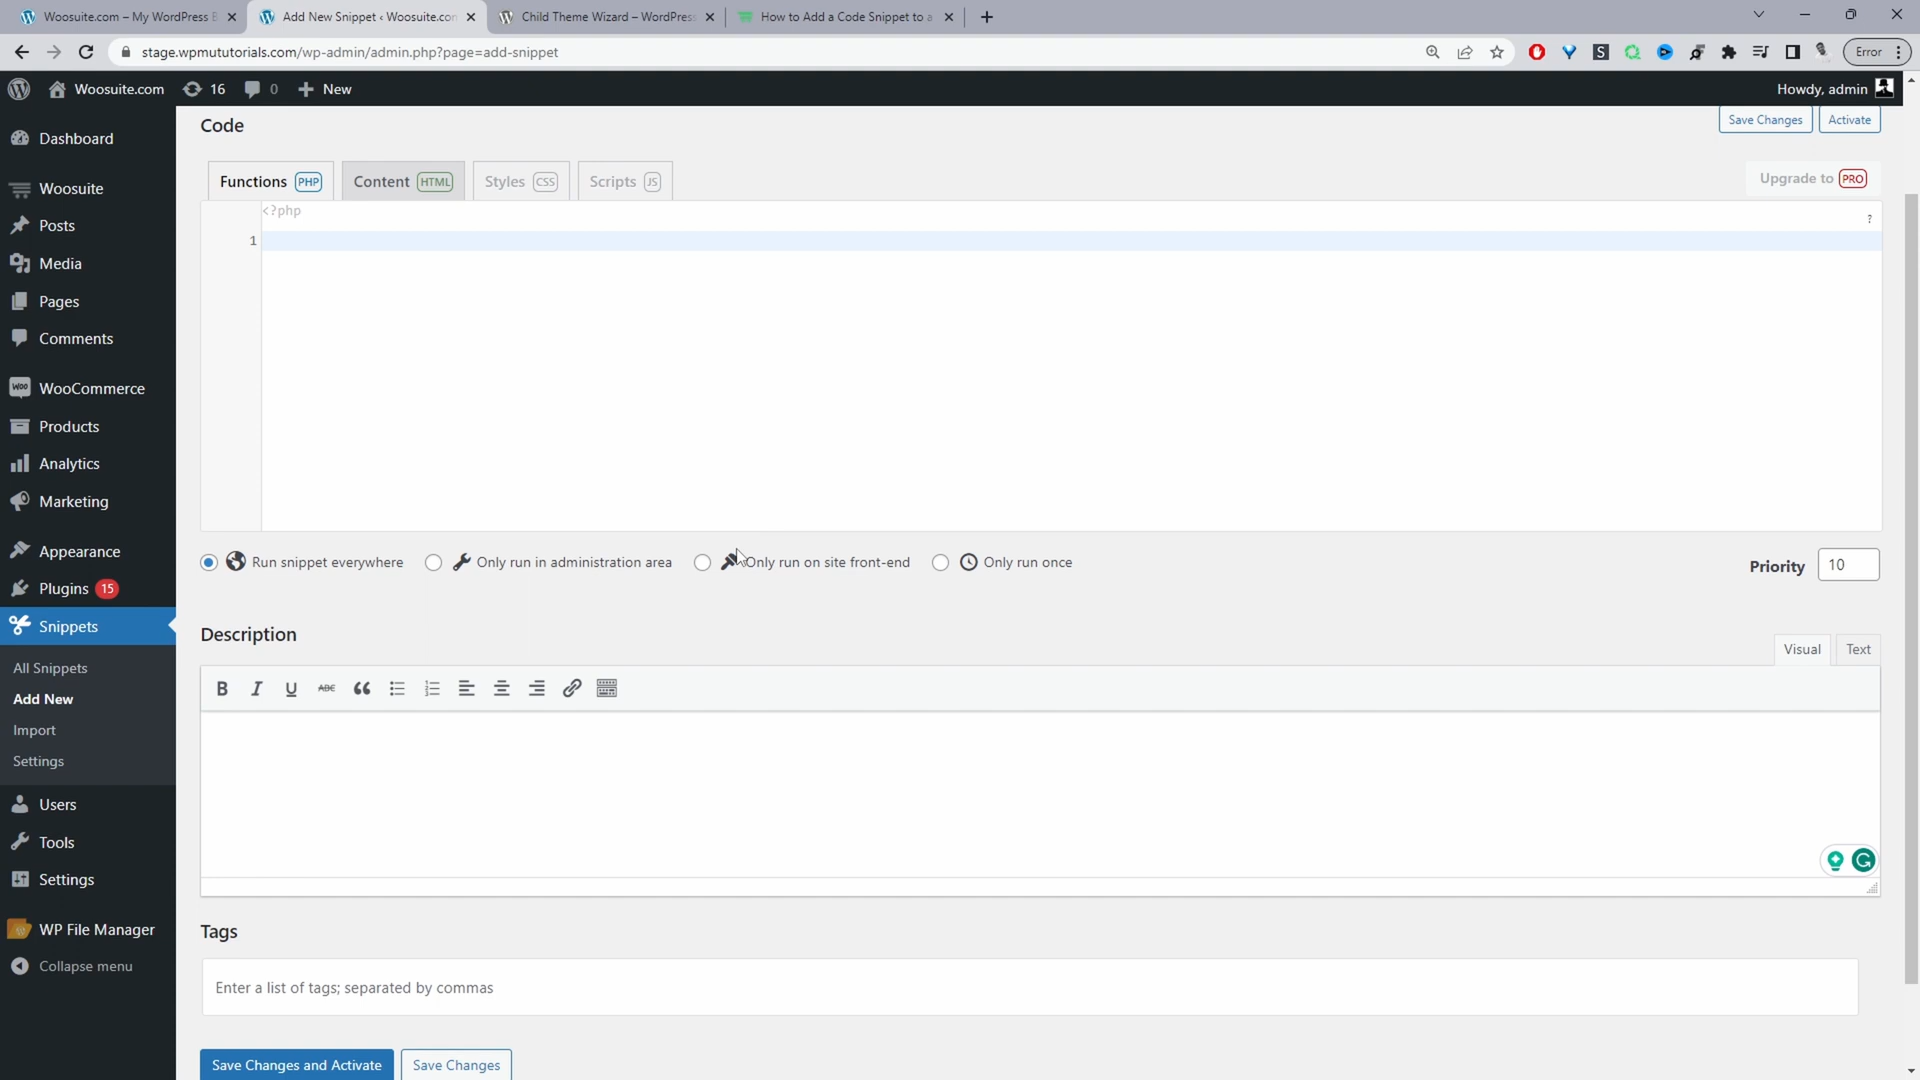 Woosuite.com – My WordPress B
Add New Snippet ‹ Woosuite.com
Child Theme Wizard – WordPress
How to Add a Code Snippet to a
stage.wpmututorials.com/wp-admin/admin.php?page=add-snippet
Error
Woosuite.com
16
0
New
Howdy, admin
Dashboard
Woosuite
Posts
Media
Pages
Comments
WooCommerce
Products
Analytics
Marketing
Appearance
Plugins 15
Snippets
All Snippets
Add New
Import
Settings
Users
Tools
Settings
WP File Manager
Collapse menu
Code
Save Changes
Activate
Functions PHP
Content HTML
Styles CSS
Scripts JS
Upgrade to PRO
<?php
?
1
Run snippet everywhere
Only run in administration area
Only run on site front-end
Only run once
Priority
10
Description
Visual
Text
B I U ABC
Tags
Enter a list of tags; separated by commas
Save Changes and Activate
Save Changes